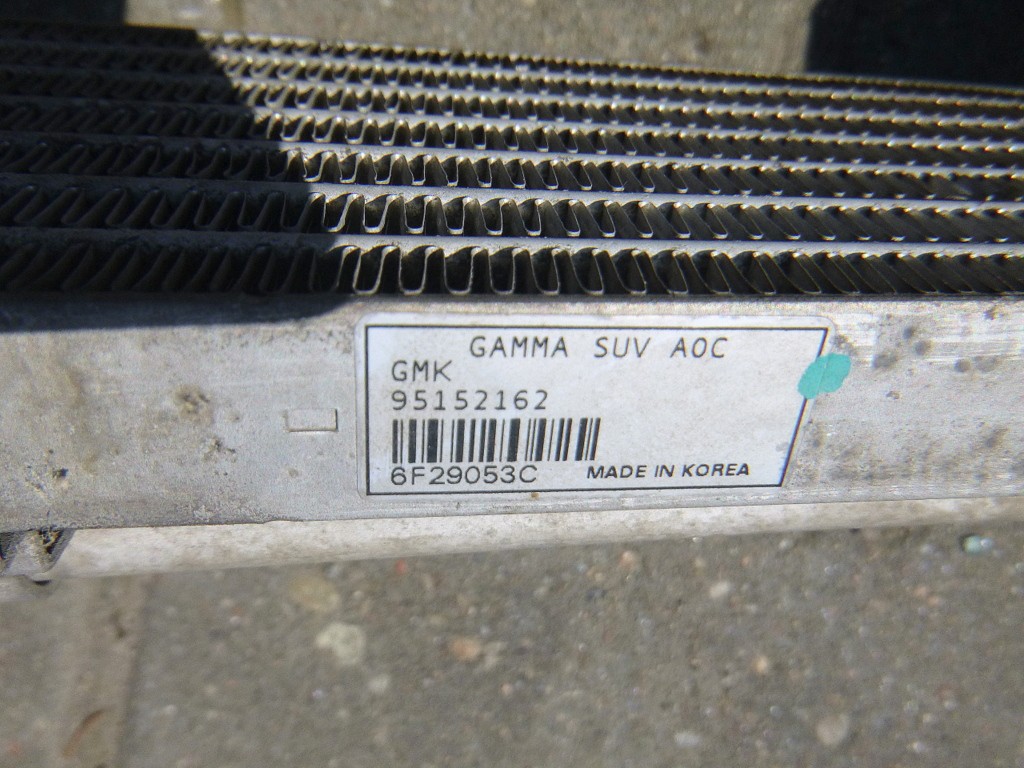 GAMMA SUV AOC
GMK
95152162
6F29053C MADE IN KOREA